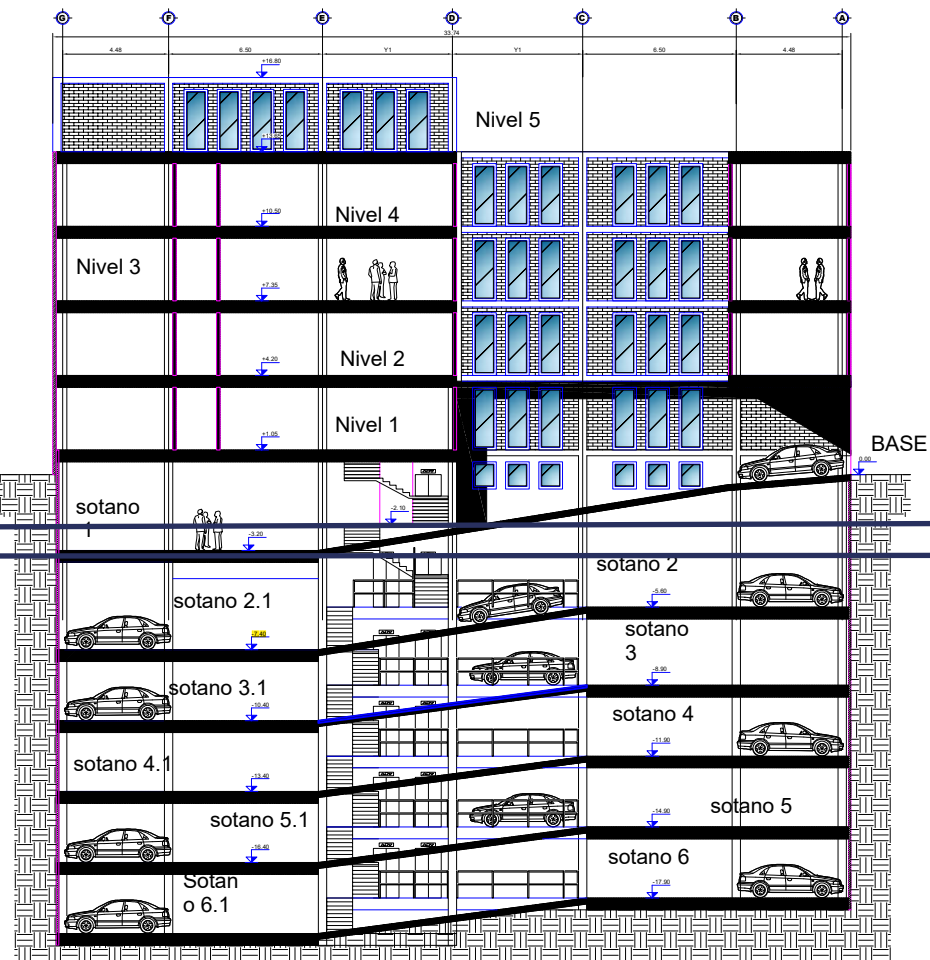 G F E D C B A
33.74
4.48 6.50 Y1 Y1 6.50 4.48
+16.80
Nivel 5
+10.50
Nivel 4
Nivel 3
+7.35
+4.20
Nivel 2
+1.05
Nivel 1
BASE
0.00
sotano
1
-2.10
-3.20
sotano 2
-5.60
sotano 2.1
-7.40
sotano
3
-8.90
sotano 3.1
-10.40
sotano 4
-11.90
sotano 4.1
-13.40
sotano 5
-14.90
sotano 5.1
-16.40
sotano 6
-17.90
Sotan
o 6.1